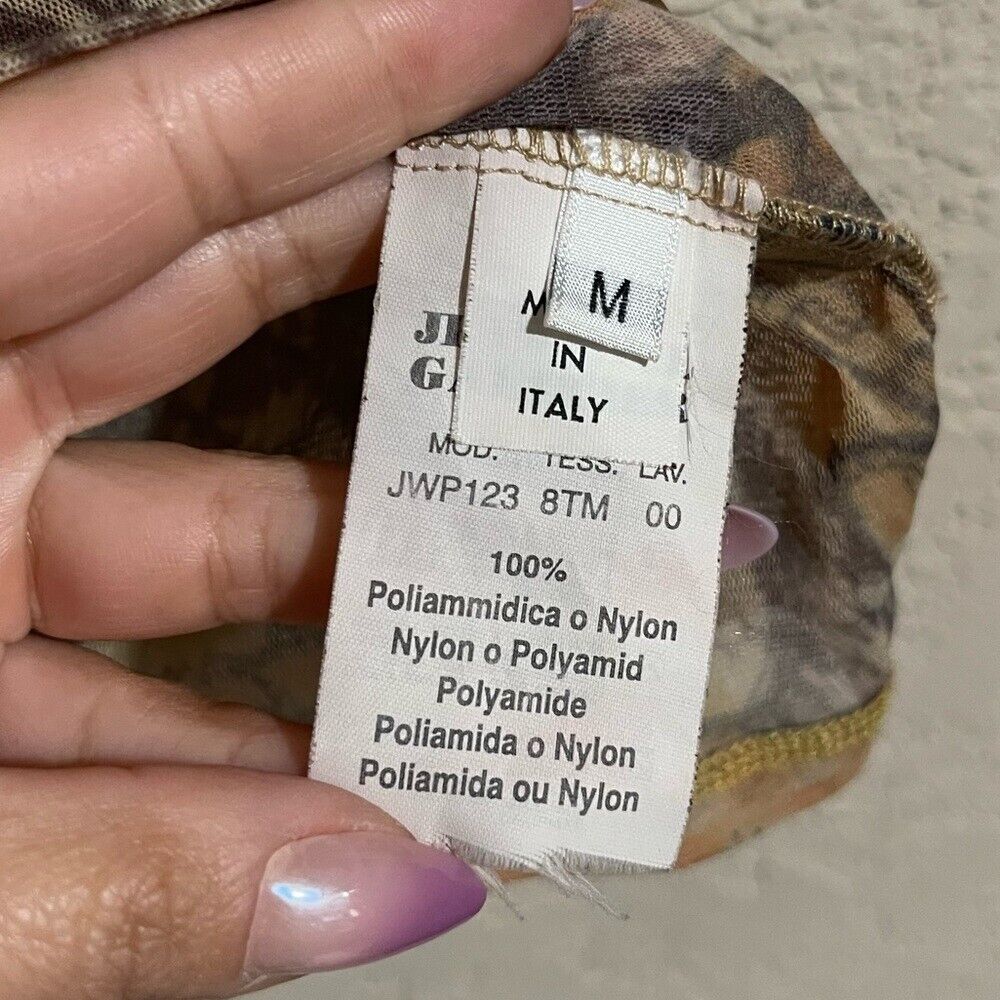 M
IN
ITALY
MOD. TESS. LAV.
JWP123 8TM 00
100%
Poliammidica o Nylon
Nylon o Polyamid
Polyamide
Poliamida o Nylon
Poliamida ou Nylon